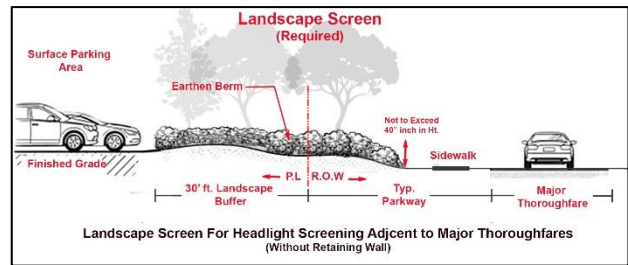 Landscape Screen
(Required)
Surface Parking
Area
Earthen Berm
Not to Exceed
40" inch in Ht.
Sidewalk
Finished Grade
P.L
R.O.W
30' ft. Landscape
Buffer
Typ.
Parkway
Major
Thoroughfare
Landscape Screen For Headlight Screening Adjcent to Major Thoroughfares
(Without Retaining Wall)